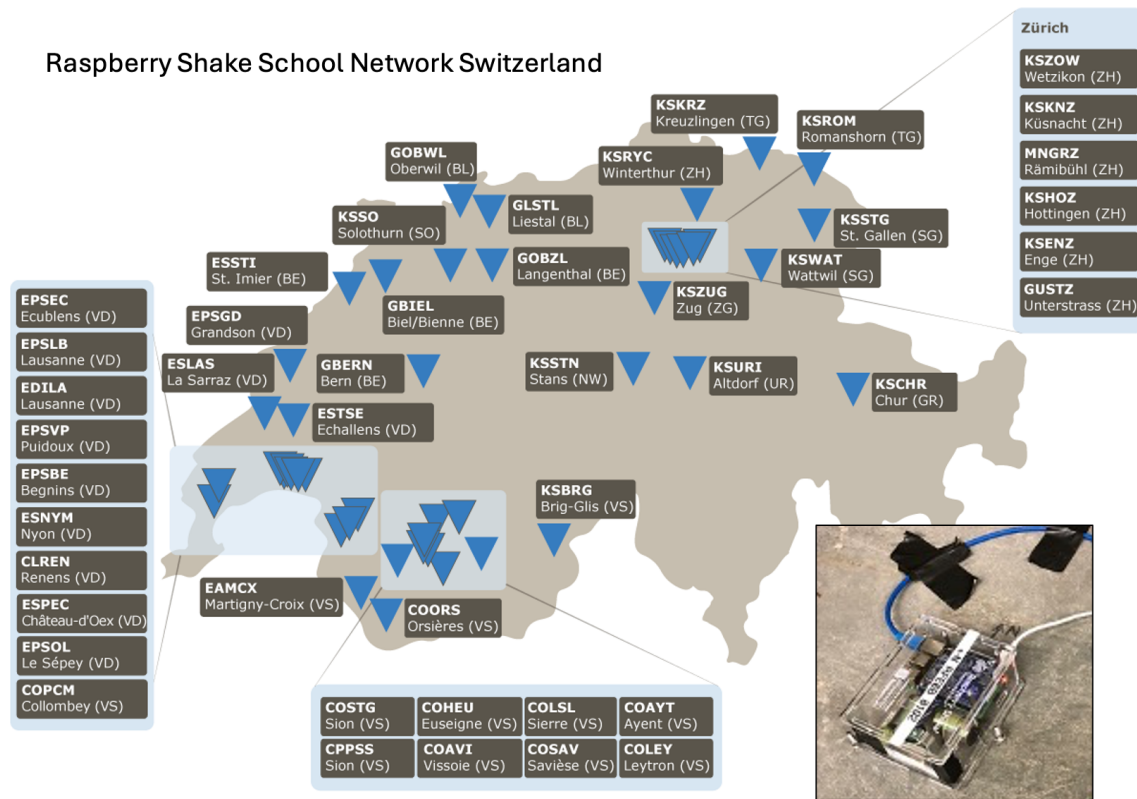 Raspberry Shake School Network Switzerland
Zürich
KSZOW
Wetzikon (ZH)
KSKNZ
Küsnacht (ZH)
MNGRZ
Rämibühl (ZH)
KSHOZ
Hottingen (ZH)
KSENZ
Enge (ZH)
GUSTZ
Unterstrass (ZH)
KSKRZ
Kreuzlingen (TG)
KSROM
Romanshorn (TG)
GOBWL
Oberwil (BL)
KSRYC
Winterthur (ZH)
GLSTL
Liestal (BL)
KSSO
Solothurn (SO)
KSSTG
St. Gallen (SG)
ESSTI
St. Imier (BE)
GOBZL
Langenthal (BE)
KSWAT
Wattwil (SG)
GBIEL
Biel/Bienne (BE)
KSZUG
Zug (ZG)
EPSGD
Grandson (VD)
ESLAS
La Sarraz (VD)
GBERN
Bern (BE)
KSSTN
Stans (NW)
KSURI
Altdorf (UR)
KSCHR
Chur (GR)
ESTSE
Echallens (VD)
EPSEC
Ecublens (VD)
EPSLB
Lausanne (VD)
EDILA
Lausanne (VD)
EPSVP
Puidoux (VD)
EPSBE
Begnins (VD)
ESNYM
Nyon (VD)
CLREN
Renens (VD)
ESPEC
Château-d'Oex (VD)
EPSOL
Le Sépey (VD)
COPCM
Collombey (VS)
KSBRG
Brig-Glis (VS)
EAMCX
Martigny-Croix (VS)
COORS
Orsières (VS)
COSTG
Sion (VS)
COHEU
Euseigne (VS)
COLSL
Sierre (VS)
COAYT
Ayent (VS)
CPPSS
Sion (VS)
COAVI
Vissoie (VS)
COSAV
Savièse (VS)
COLEY
Leytron (VS)